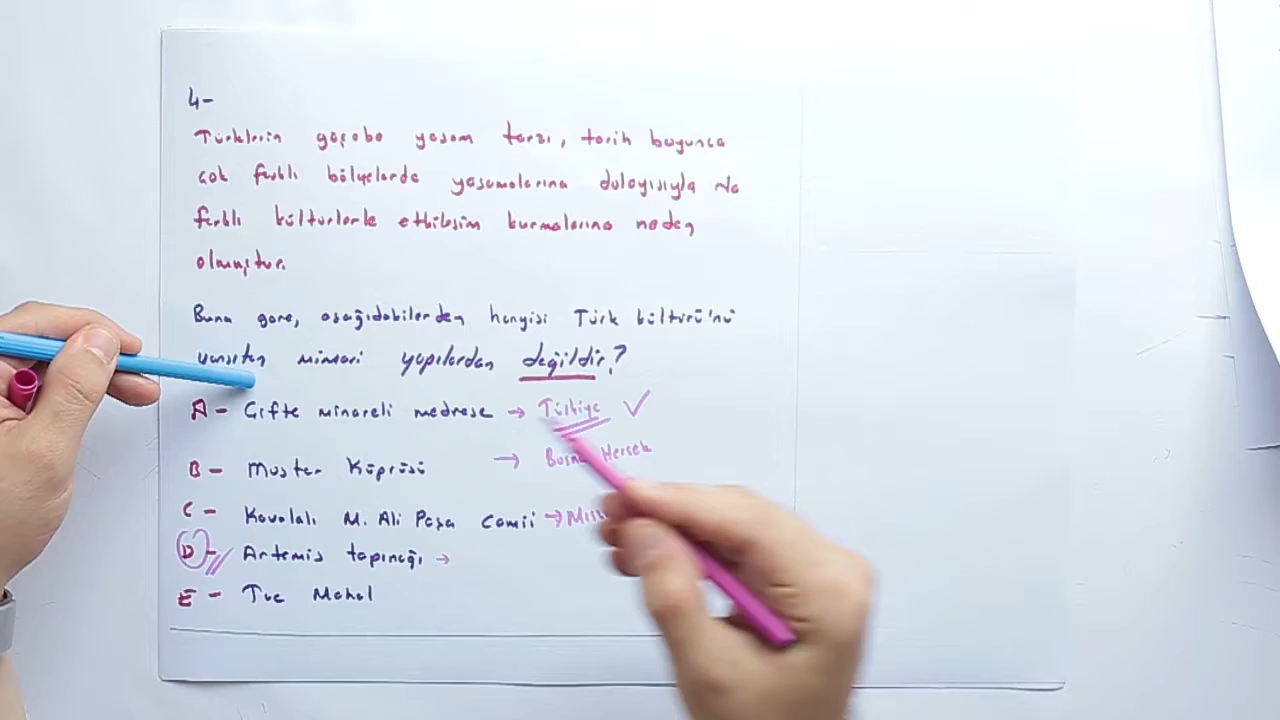 4-
Türklerin göçebe yaşam tarzı, tarih boyunca
çok farklı bölgelerde yaşamalarına dolayısıyla da
farklı kültürlerle etkileşim kurmalarına neden
olmuştur.
Buna göre, aşağıdakilerden hangisi Türk kültürü'nü
yansıtan mimari yapılardan değildir?
A- Çifte minareli medrese → Türkiye ✓
B- Mostar Köprüsü → Bosna Hersek
C- Kavalalı M. Ali Paşa Camii →
D- Artemis tapınağı →
E- Tac Mahal